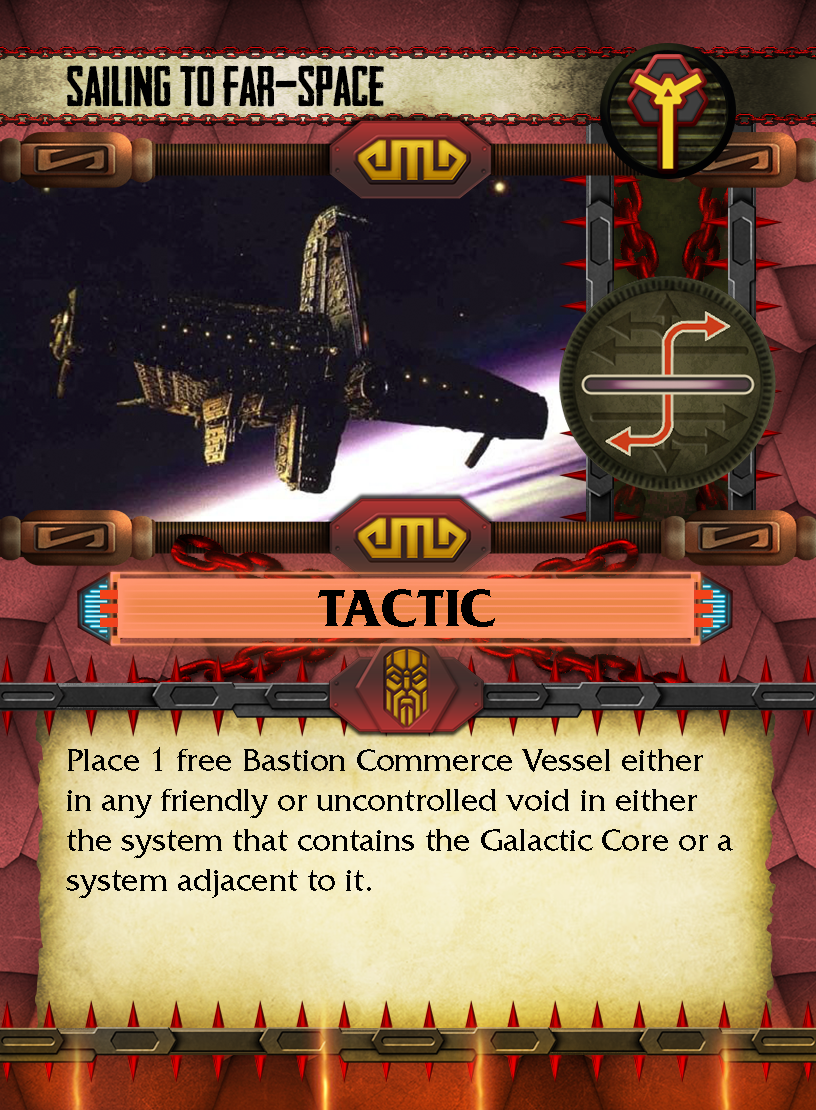 SAILING TO FAR-SPACE
TACTIC
Place 1 free Bastion Commerce Vessel either
in any friendly or uncontrolled void in either
the system that contains the Galactic Core or a
system adjacent to it.